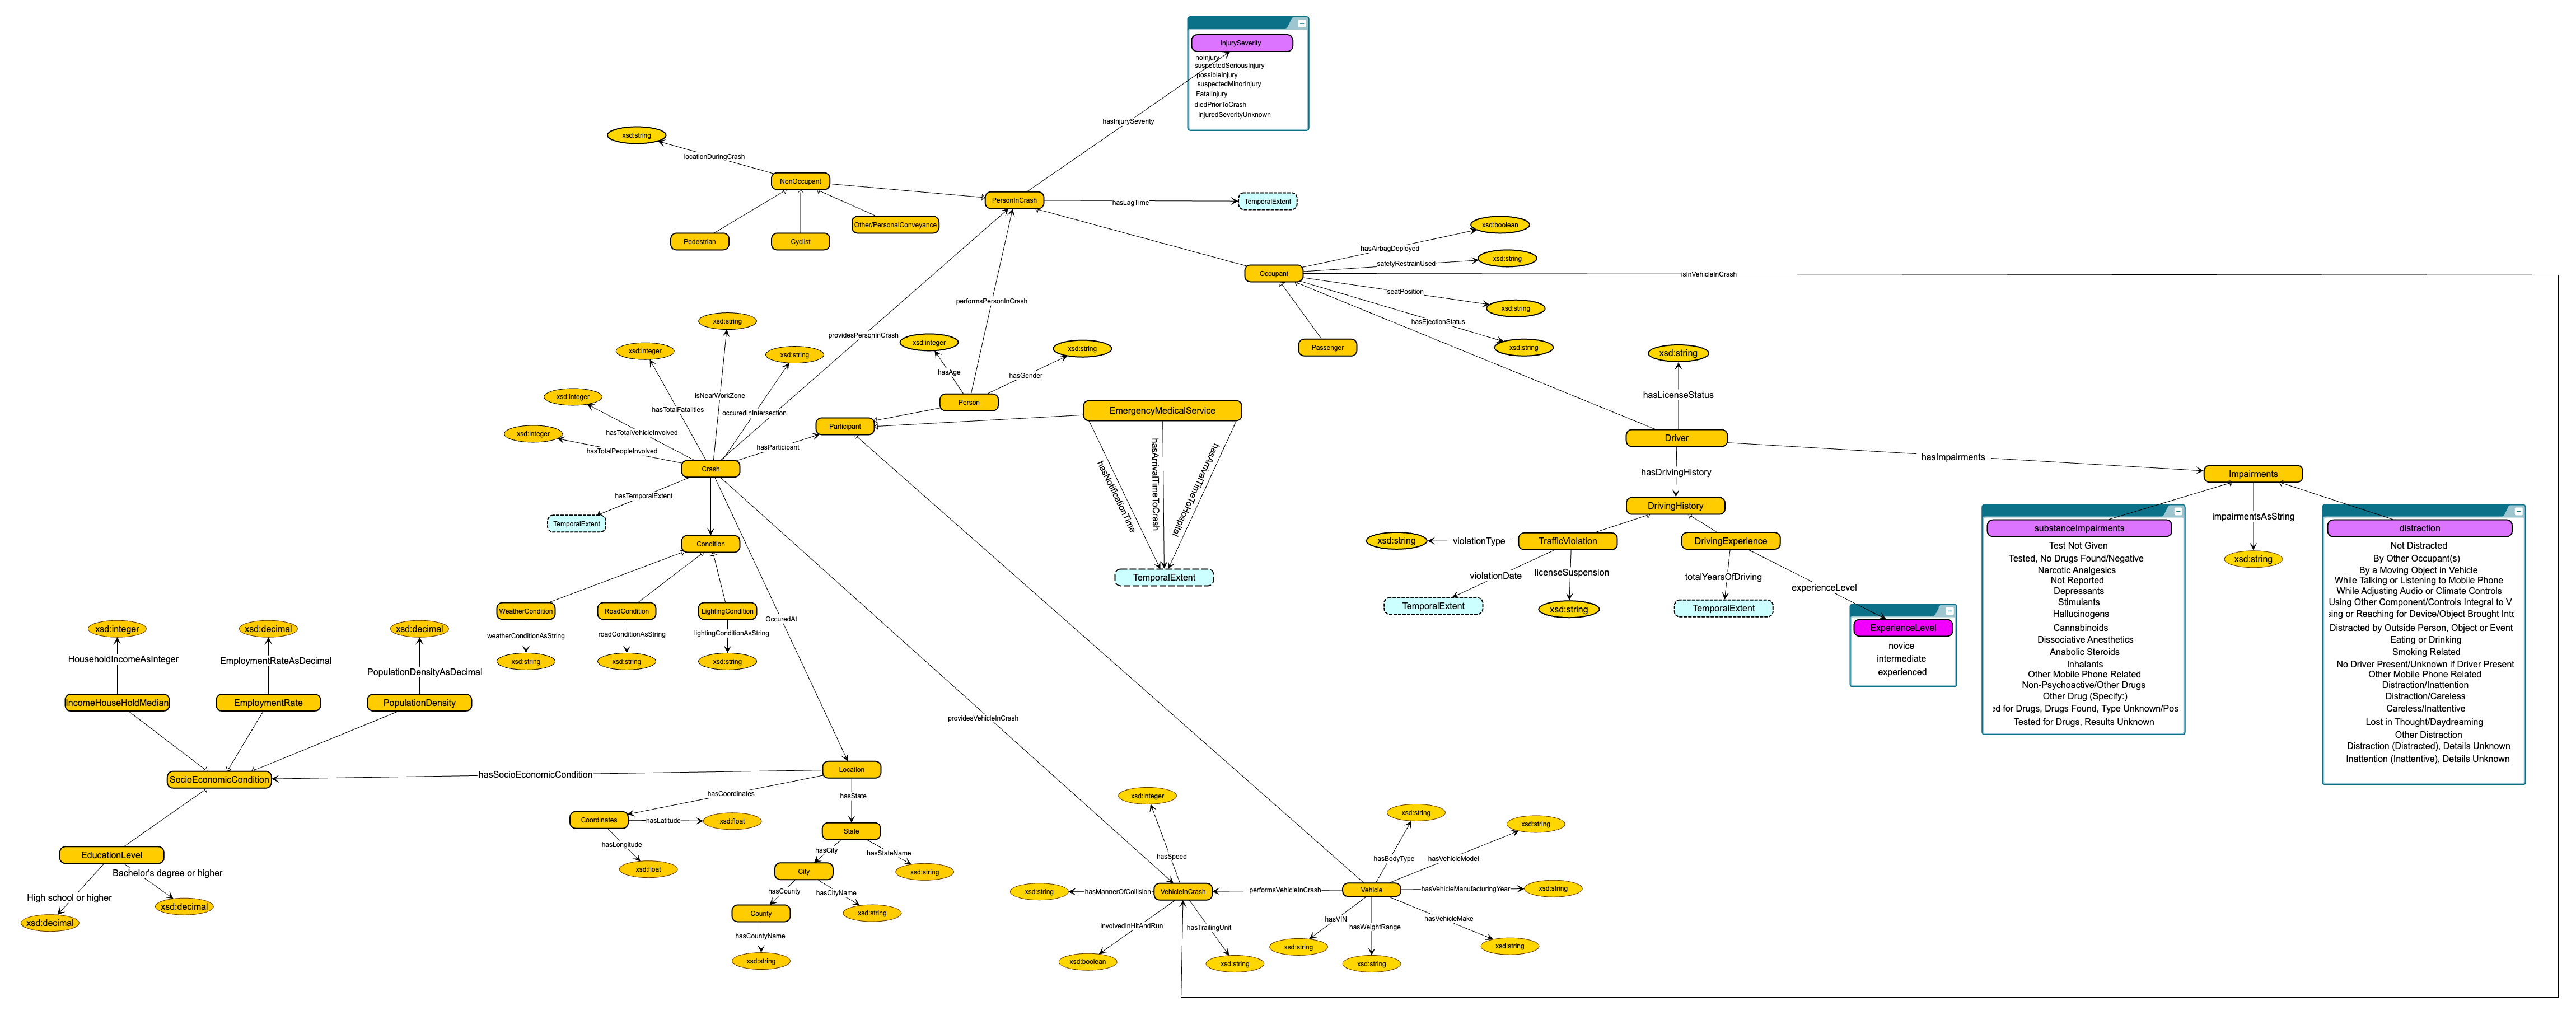 InjurySeverity
noInjury
suspectedSeriousInjury
possibleInjury
suspectedMinorInjury
FatalInjury
diedPriorToCrash
injuredSeverityUnknown
hasInjurySeverity
xsd:string
locationDuringCrash
NonOccupant
PersonInCrash
hasLagTime
TemporalExtent
Pedestrian
Cyclist
Other/PersonalConveyance
xsd:boolean
hasAirbagDeployed
xsd:string
safetyRestrainUsed
Occupant
isInVehicleInCrash
seatPosition
xsd:string
hasEjectionStatus
xsd:string
Passenger
performsPersonInCrash
providesPersonInCrash
xsd:string
xsd:integer
xsd:string
xsd:integer
xsd:string
hasAge
hasGender
Person
isNearWorkZone
hasTotalFatalities
occuredInIntersection
xsd:integer
hasTotalVehicleInvolved
xsd:integer
hasTotalPeopleInvolved
hasParticipant
Participant
EmergencyMedicalService
Crash
hasTemporalExtent
TemporalExtent
hasNotificationTime
hasArrivalTimeToCrash
hasArrivalTimeToHospital
TemporalExtent
xsd:string
hasLicenseStatus
Driver
hasImpairments
Impairments
hasDrivingHistory
DrivingHistory
impairmentsAsString
xsd:string
xsd:string
violationType
TrafficViolation
DrivingExperience
violationDate
licenseSuspension
totalYearsOfDriving
experienceLevel
TemporalExtent
xsd:string
TemporalExtent
ExperienceLevel
novice
intermediate
experienced
substanceImpairments
Test Not Given
Tested, No Drugs Found/Negative
Narcotic Analgesics
Not Reported
Depressants
Stimulants
Hallucinogens
Cannabinoids
Dissociative Anesthetics
Anabolic Steroids
Inhalants
Other Mobile Phone Related
Non-Psychoactive/Other Drugs
Other Drug (Specify:)
ed for Drugs, Drugs Found, Type Unknown/Pos
Tested for Drugs, Results Unknown
distraction
Not Distracted
By Other Occupant(s)
By a Moving Object in Vehicle
While Talking or Listening to Mobile Phone
While Adjusting Audio or Climate Controls
Using Other Component/Controls Integral to V
sing or Reaching for Device/Object Brought Into
Distracted by Outside Person, Object or Event
Eating or Drinking
Smoking Related
No Driver Present/Unknown if Driver Present
Other Mobile Phone Related
Distraction/Inattention
Distraction/Careless
Careless/Inattentive
Lost in Thought/Daydreaming
Other Distraction
Distraction (Distracted), Details Unknown
Inattention (Inattentive), Details Unknown
Condition
WeatherCondition
RoadCondition
LightingCondition
weatherConditionAsString
roadConditionAsString
lightingConditionAsString
xsd:string
xsd:string
xsd:string
OccuredAt
xsd:integer
xsd:decimal
xsd:decimal
HouseholdIncomeAsInteger
EmploymentRateAsDecimal
PopulationDensityAsDecimal
IncomeHouseHoldMedian
EmploymentRate
PopulationDensity
SocioEconomicCondition
hasSocioEconomicCondition
Location
EducationLevel
High school or higher
Bachelor's degree or higher
xsd:decimal
xsd:decimal
hasCoordinates
hasState
Coordinates
hasLatitude
xsd:float
hasLongitude
xsd:float
State
hasCity
hasStateName
City
xsd:string
hasCounty
hasCityName
County
xsd:string
hasCountyName
xsd:string
providesVehicleInCrash
xsd:integer
hasSpeed
xsd:string
hasMannerOfCollision
VehicleInCrash
performsVehicleInCrash
Vehicle
involvedInHitAndRun
hasTrailingUnit
xsd:boolean
xsd:string
xsd:string
hasBodyType
xsd:string
hasVehicleModel
hasVehicleManufacturingYear
xsd:string
hasVIN
hasWeightRange
hasVehicleMake
xsd:string
xsd:string
xsd:string